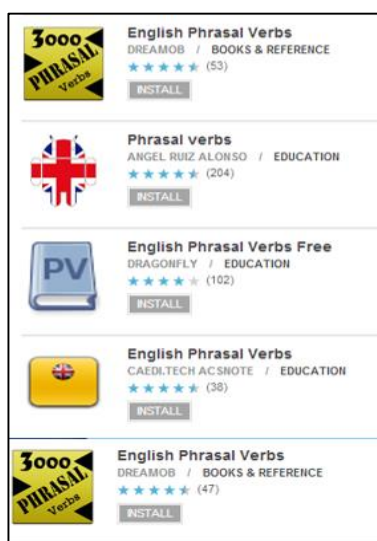 3000
PHRASAL
Verbs
English Phrasal Verbs
DREAMOB / BOOKS & REFERENCE
(53)
INSTALL
Phrasal verbs
ANGEL RUIZ ALONSO / EDUCATION
(204)
INSTALL
PV
English Phrasal Verbs Free
DRAGONFLY / EDUCATION
(102)
INSTALL
English Phrasal Verbs
CAEDI.TECH ACSNOTE / EDUCATION
(38)
INSTALL
3000
PHRASAL
Verbs
English Phrasal Verbs
DREAMOB / BOOKS & REFERENCE
(47)
INSTALL